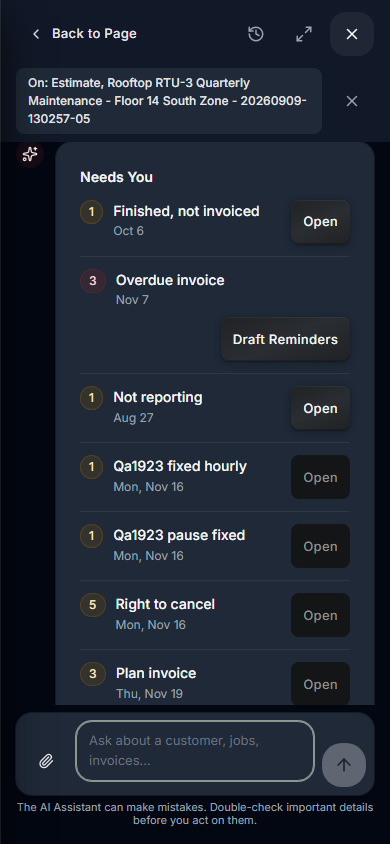 Back to Page
On: Estimate, Rooftop RTU-3 Quarterly
Maintenance - Floor 14 South Zone - 20260909-
130257-05
Needs You
1
Finished, not invoiced
Oct 6
Open
3
Overdue invoice
Nov 7
Draft Reminders
1
Not reporting
Aug 27
Open
1
Qa1923 fixed hourly
Mon, Nov 16
Open
1
Qa1923 pause fixed
Mon, Nov 16
Open
5
Right to cancel
Mon, Nov 16
Open
3
Plan invoice
Thu, Nov 19
Open
Ask about a customer, jobs,
invoices...
The AI Assistant can make mistakes. Double-check important details
before you act on them.